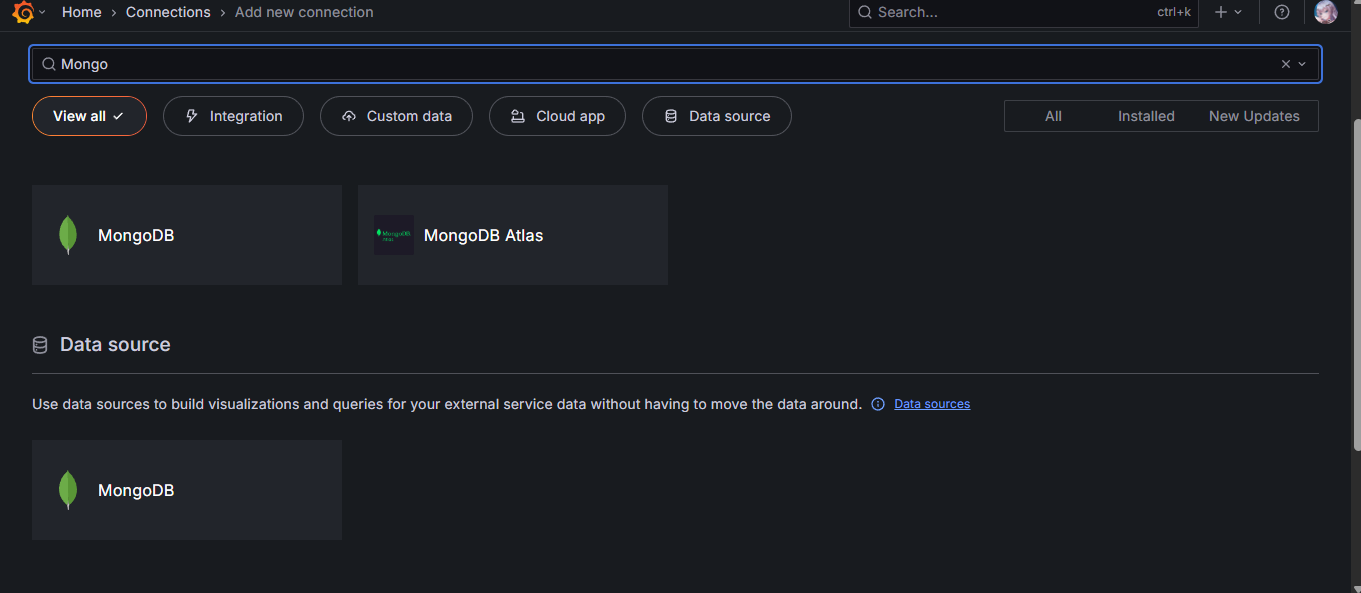 Home > Connections > Add new connection
Search...
ctrl+k
Mongo
View all
Integration
Custom data
Cloud app
Data source
All
Installed
New Updates
MongoDB
MongoDB Atlas
MongoDB Atlas
Data source
Use data sources to build visualizations and queries for your external service data without having to move the data around.
Data sources
MongoDB